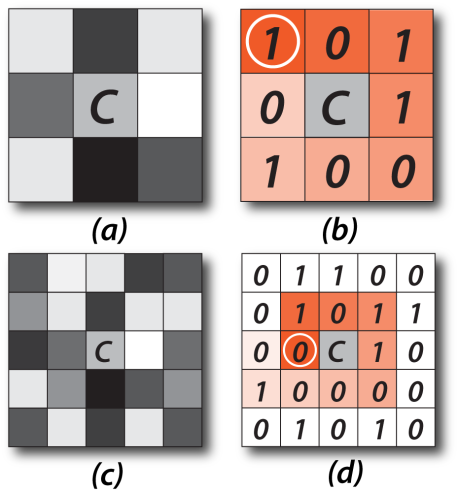 1 0 1
C 0 C 1
1 0 0
(a) (b)
0 1 1 0 0
0 1 0 1 1
C 0 0 C 1 0
1 0 0 0 0
0 1 0 1 0
(c) (d)